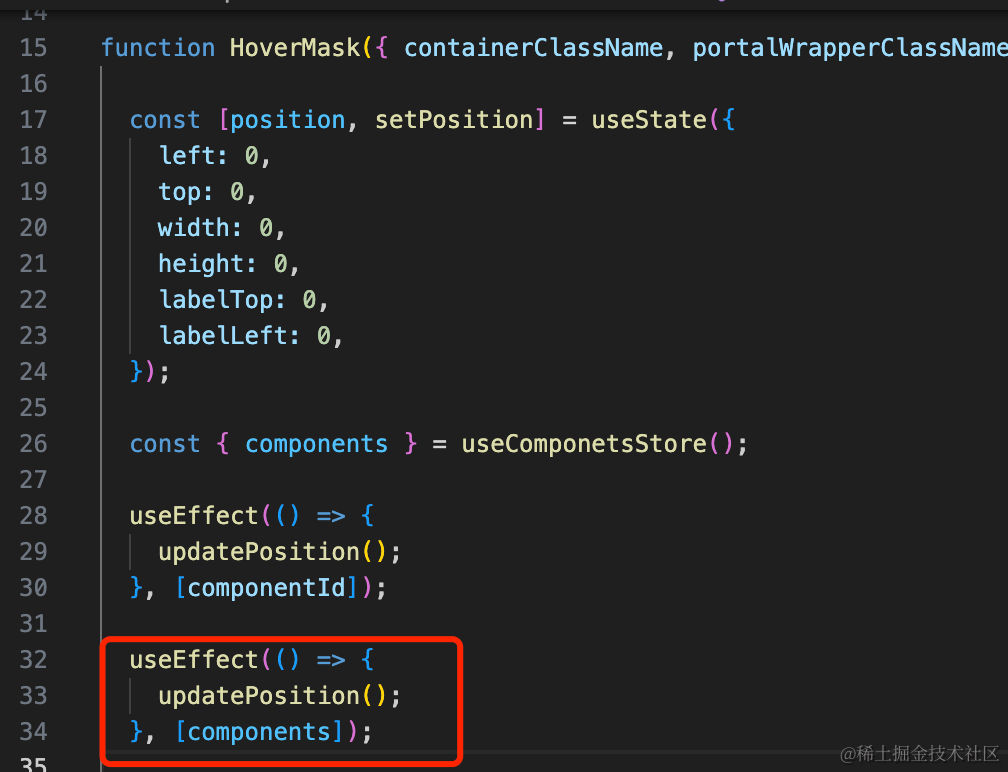 14
15 function HoverMask({ containerClassName, portalWrapperClassName
16
17 const [position, setPosition] = useState({
18 left: 0,
19 top: 0,
20 width: 0,
21 height: 0,
22 labelTop: 0,
23 labelLeft: 0,
24 });
25
26 const { components } = useComponetsStore();
27
28 useEffect(() => {
29 updatePosition();
30 }, [componentId]);
31
32 useEffect(() => {
33 updatePosition();
34 }, [components]);
35
@稀土掘金技术社区